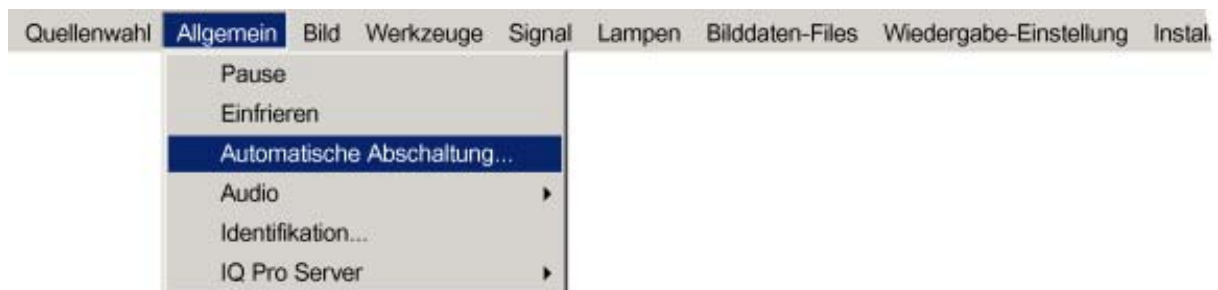 Quellenwahl Allgemein Bild Werkzeuge Signal Lampen Bilddaten-Files Wiedergabe-Einstellung Instal.
Pause
Einfrieren
Automatische Abschaltung...
Audio
Identifikation...
IQ Pro Server